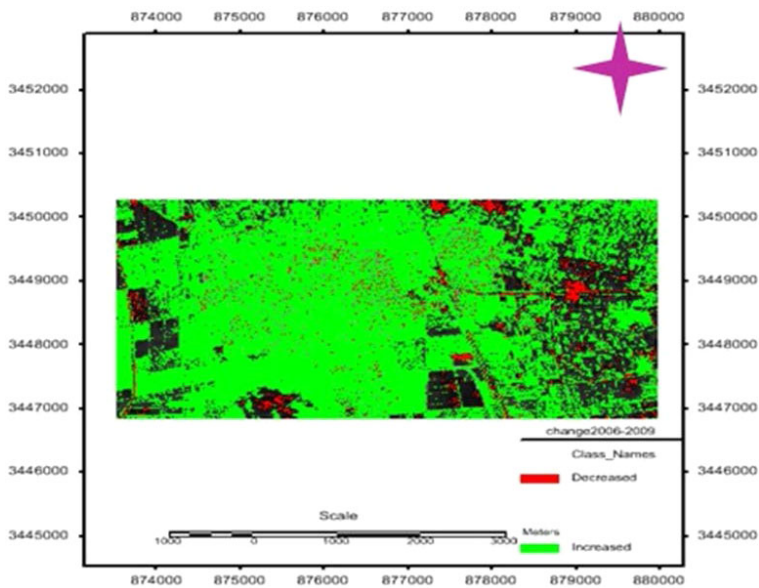 874000 875000 876000 877000 878000 879000 880000
3452000 3452000
3451000 3451000
3450000 3450000
3449000 3449000
3448000 3448000
3447000 3447000
change2006-2009
Class_Names
3446000 3446000
Decreased
Scale
Meters
3445000 3445000
1000 0 1000 2000 3000
Increased
874000 875000 876000 877000 878000 879000 880000